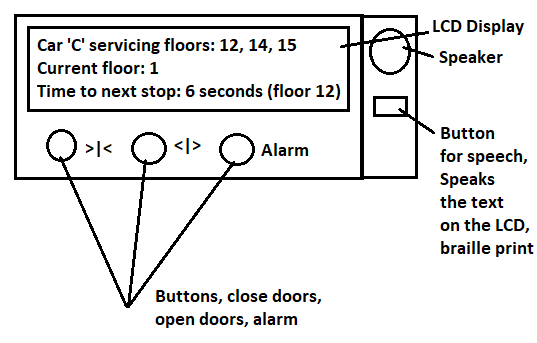 Car 'C' servicing floors: 12, 14, 15
Current floor: 1
Time to next stop: 6 seconds (floor 12)
>|<
<|>
Alarm
LCD Display
Speaker
Button
for speech,
Speaks
the text
on the LCD,
braille print
Buttons, close doors,
open doors, alarm